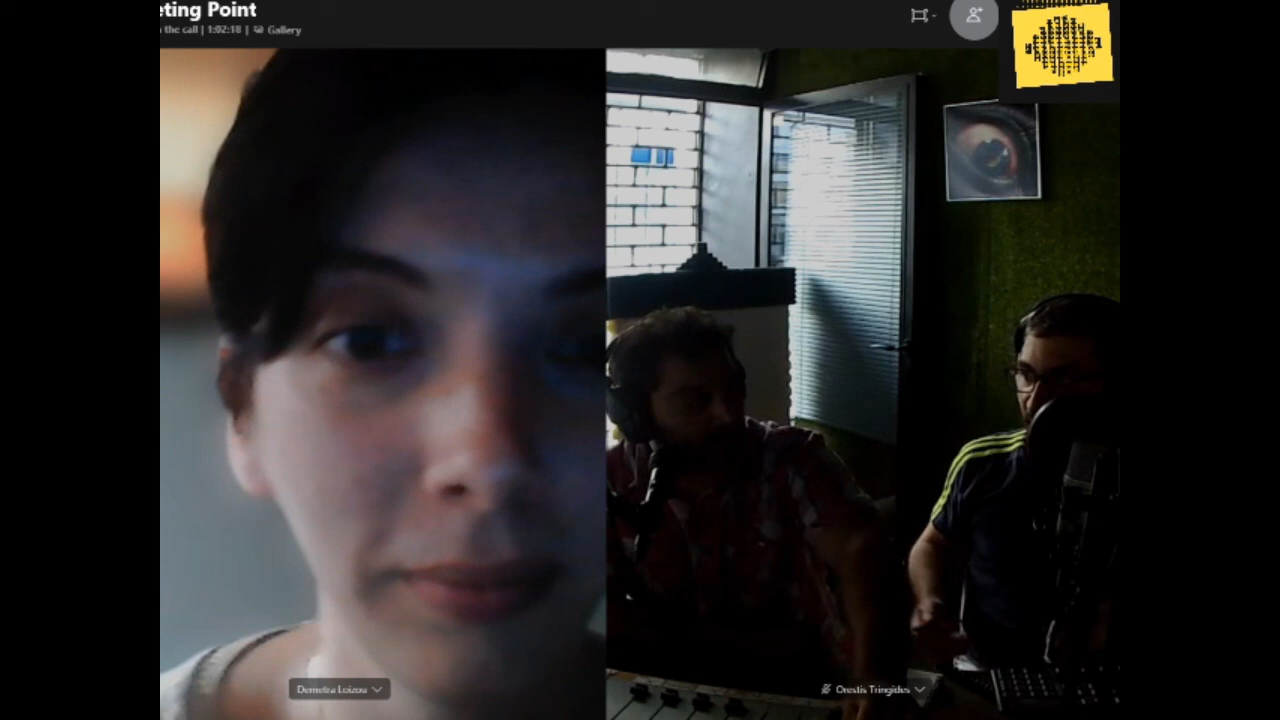 eting Point
the call | 1:02:18 | Gallery
Demetra Loizou
Orestis Tringides